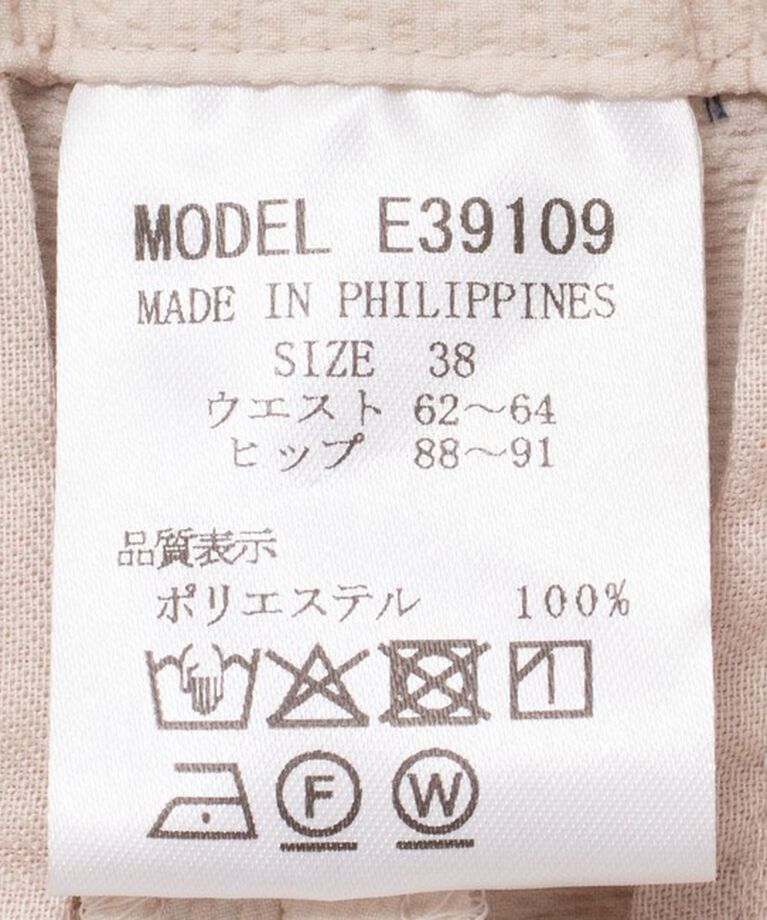 MODEL E39109
MADE IN PHILIPPINES
SIZE 38
ウエスト 62～64
ヒップ 88～91
品質表示
ポリエステル 100%
F W